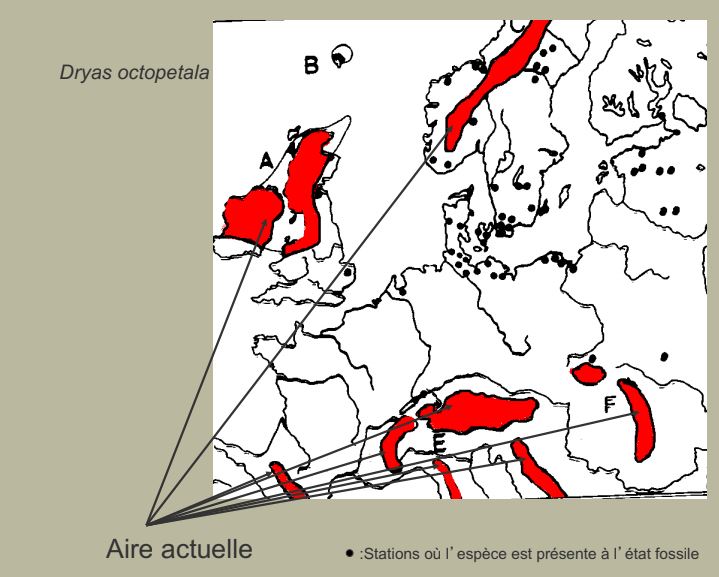 B
Dryas octopetala
A
F
E
Aire actuelle
● :Stations où l’espèce est présente à l’état fossile